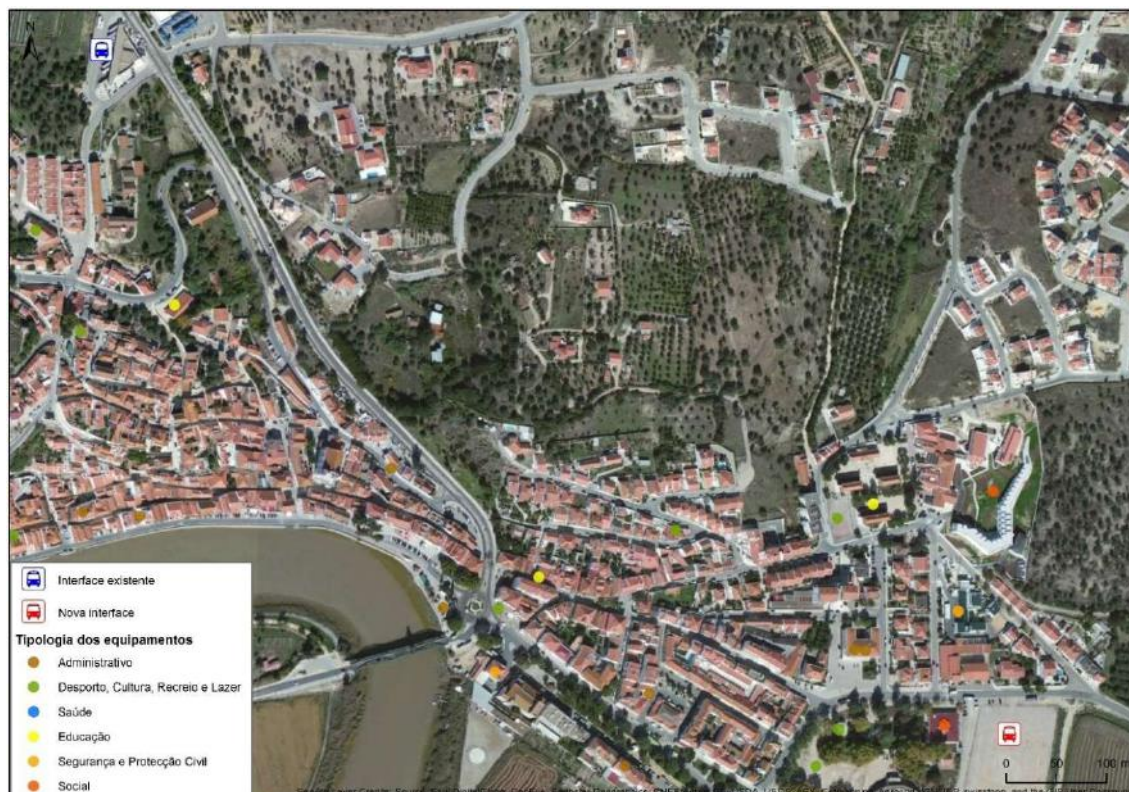 N
Interface existente
Nova interface
Tipologia dos equipamentos
Administrativo
Desporto, Cultura, Recreio e Lazer
Saúde
Educação
Segurança e Protecção Civil
Social
0 50 100 m